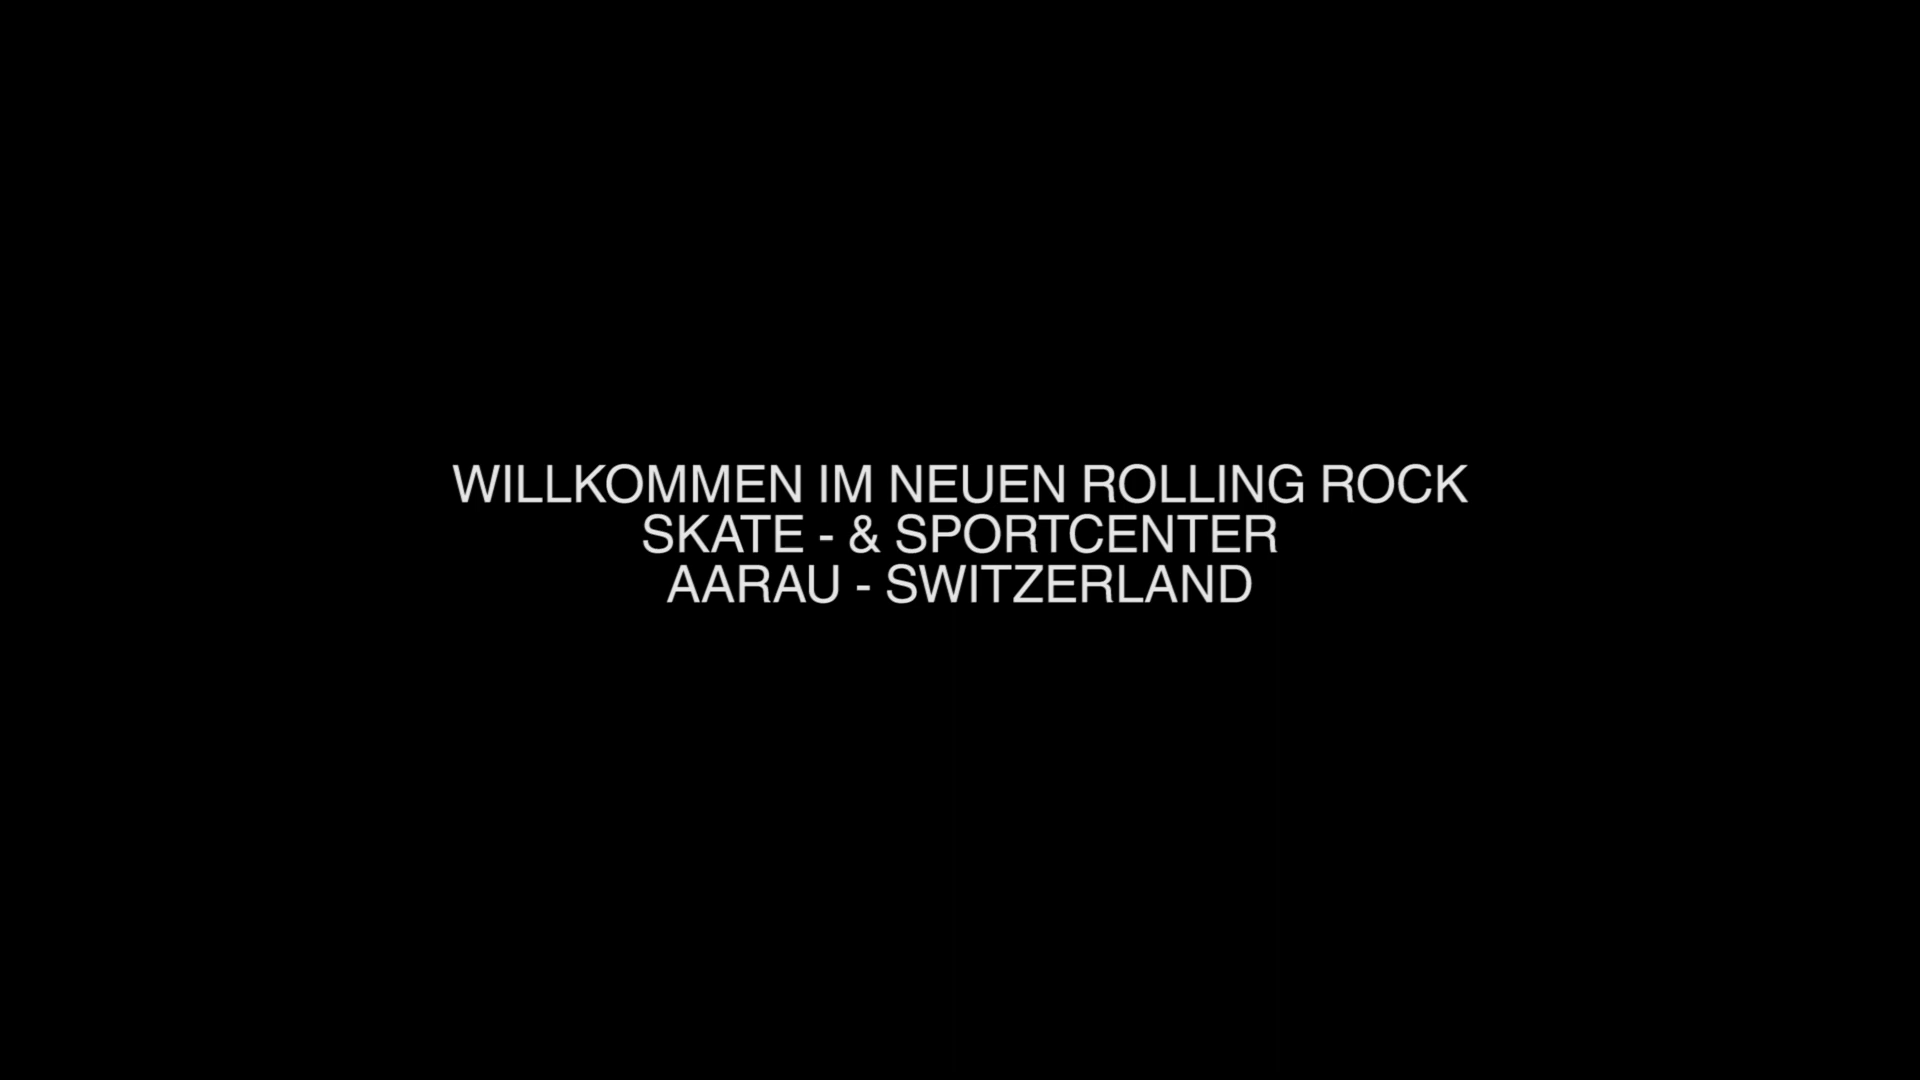 WILLKOMMEN IM NEUEN ROLLING ROCK
SKATE - & SPORTCENTER
AARAU - SWITZERLAND